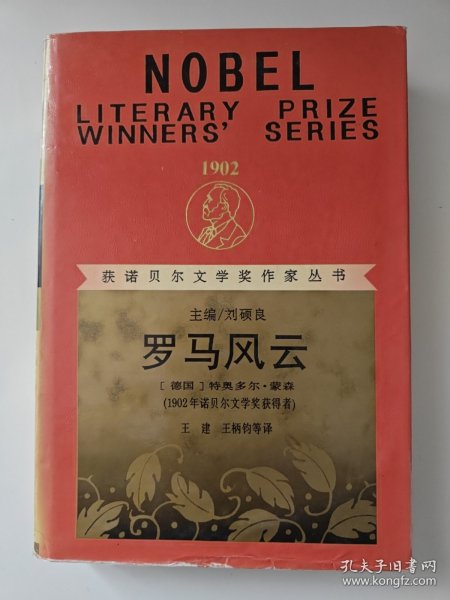 NOBEL
LITERARY PRIZE
WINNERS' SERIES
1902
获诺贝尔文学奖作家丛书
主编/刘硕良
罗马风云
[德国]特奥多尔·蒙森
(1902年诺贝尔文学奖获得者)
王建 王柄钧等译
孔夫子旧书网
www.kongfz.com